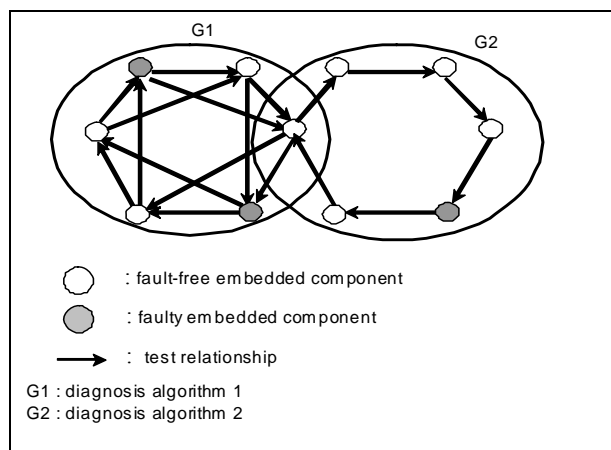 G1
G2
: fault-free embedded component
: faulty embedded component
: test relationship
G1 : diagnosis algorithm 1
G2 : diagnosis algorithm 2